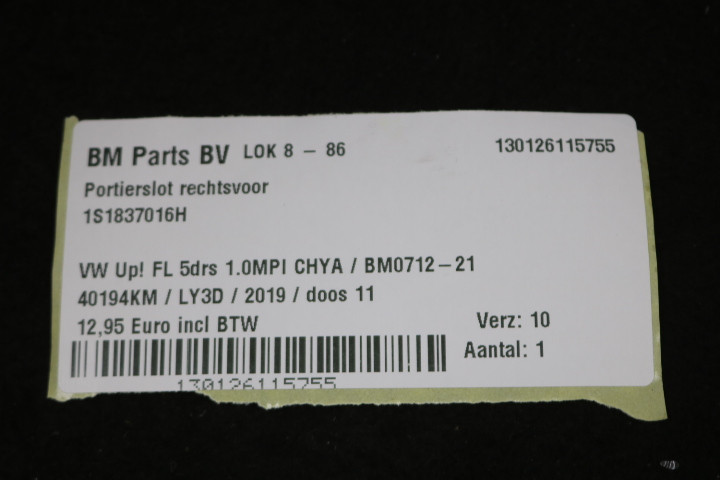 BM Parts BV LOK 8 - 86 130126115755
Portierslot rechtsvoor
1S1837016H
VW Up! FL 5drs 1.0MPI CHYA / BM0712-21
40194KM / LY3D / 2019 / doos 11
12,95 Euro incl BTW Verz: 10
Aantal: 1
130126115755